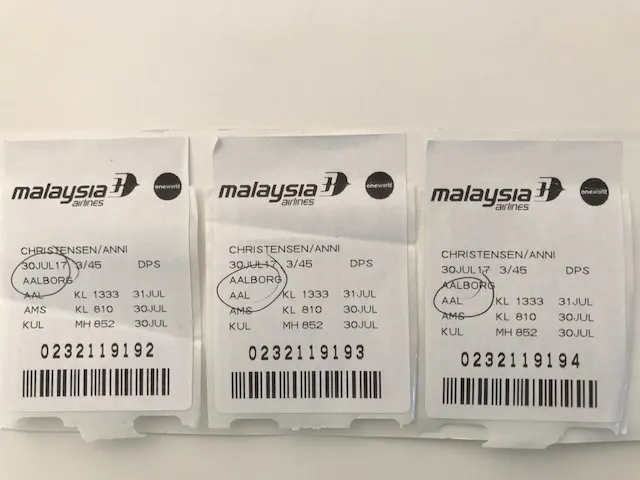 malaysia
airlines
oneworld
CHRISTENSEN/ANNI
30JUL17 3/45 DPS
AALBORG
AAL KL 1333 31JUL
AMS KL 810 30JUL
KUL MH 852 30JUL
0232119192
malaysia
airlines
oneworld
CHRISTENSEN/ANNI
30JUL17 3/45 DPS
AALBORG
AAL KL 1333 31JUL
AMS KL 810 30JUL
KUL MH 852 30JUL
0232119193
malaysia
airlines
oneworld
CHRISTENSEN/ANNI
30JUL17 3/45 DPS
AALBORG
AAL KL 1333 31JUL
AMS KL 810 30JUL
KUL MH 852 30JUL
0232119194